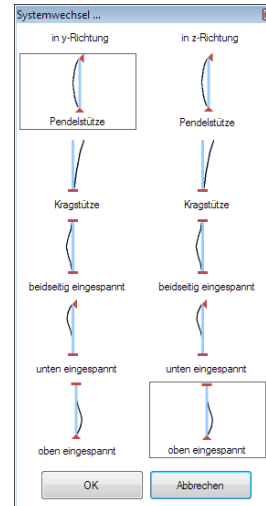 Systemwechsel ...
in y-Richtung in z-Richtung
Pendelstütze Pendelstütze
Kragstütze Kragstütze
beidseitig eingespannt beidseitig eingespannt
unten eingespannt unten eingespannt
oben eingespannt oben eingespannt
OK Abbrechen